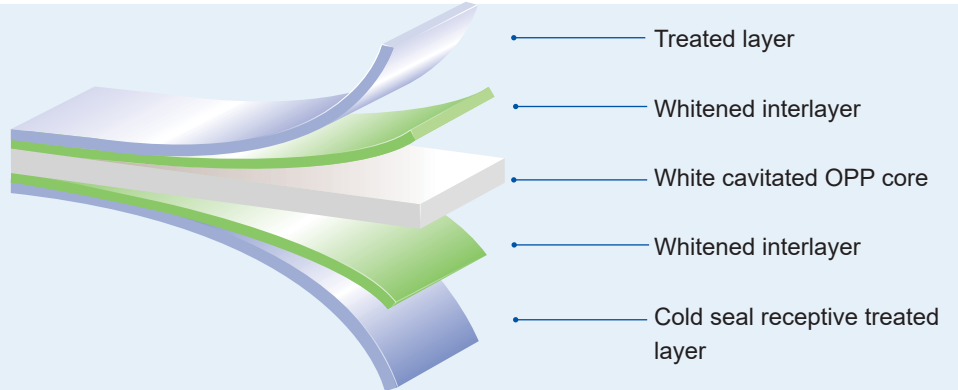 Treated layer
Whitened interlayer
White cavitated OPP core
Whitened interlayer
Cold seal receptive treated
layer